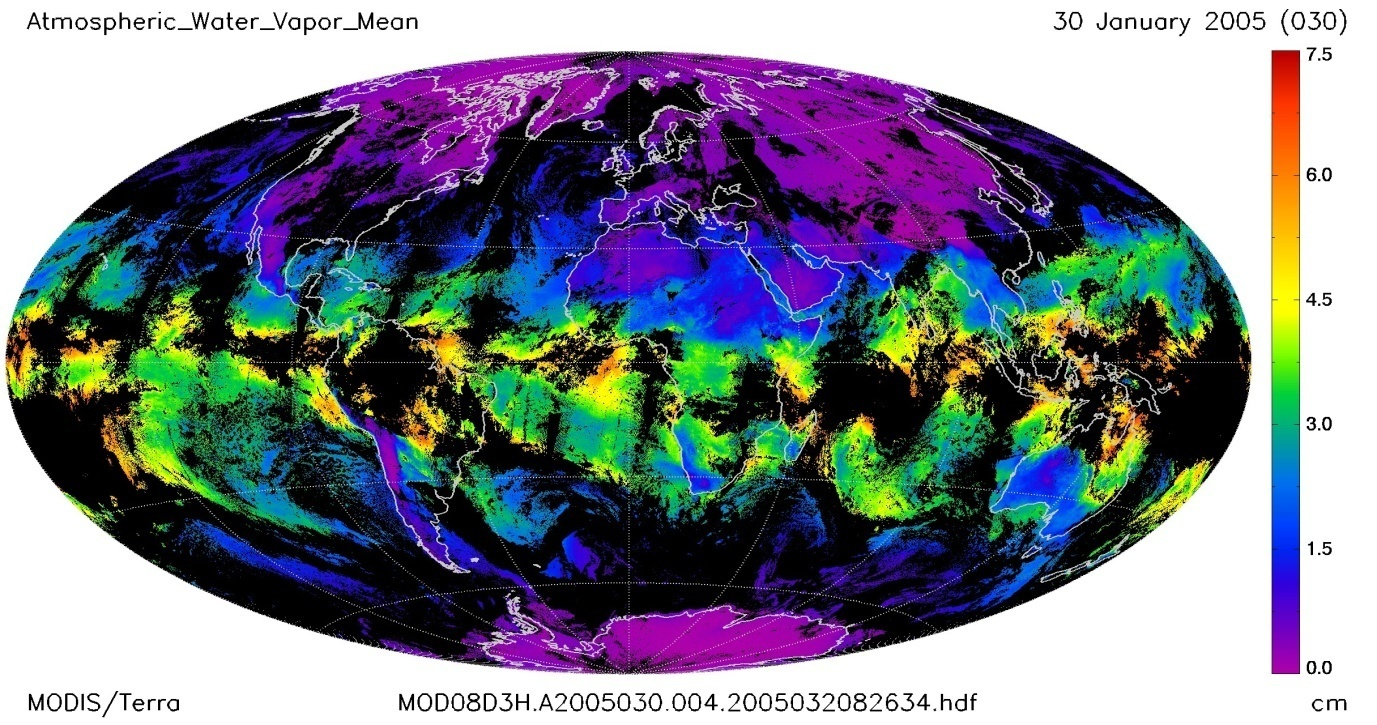 Atmospheric_Water_Vapor_Mean
30 January 2005 (030)
7.5
6.0
4.5
3.0
1.5
0.0
MODIS/Terra
MOD08D3H.A2005030.004.2005032082634.hdf
cm